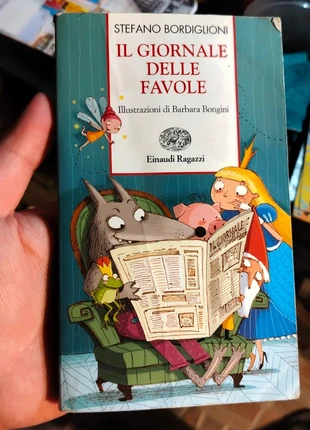 STEFANO BORDIGLIONI
IL GIORNALE
DELLE
FAVOLE
Illustrazioni di Barbara Bongini
Einaudi Ragazzi
IL GIORNALE